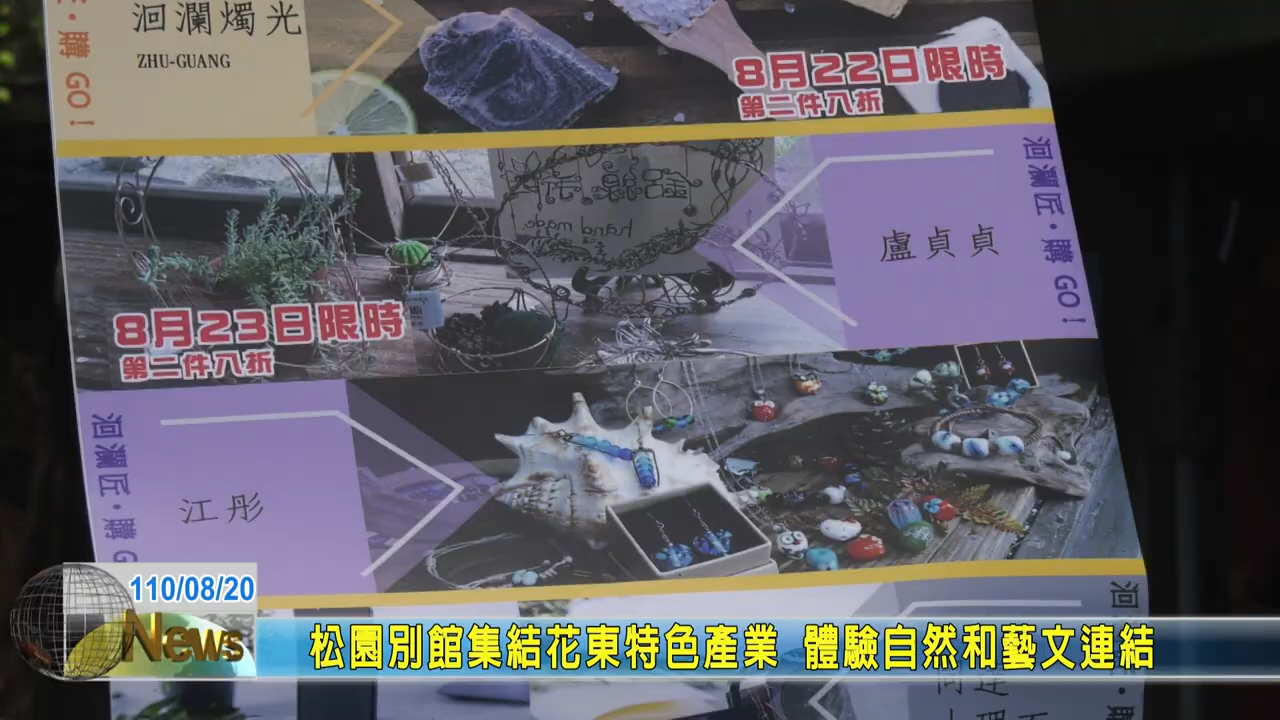 洄瀾燭光
ZHU-GUANG
購 GO!
8月22日限時
第二件八折
hand made
盧貞貞
洄瀾匠·購 GO!
8月23日限時
第二件八折
洄瀾匠·購 G
江彤
110/08/20
News
松園別館集結花東特色產業 體驗自然和藝文連結
洄